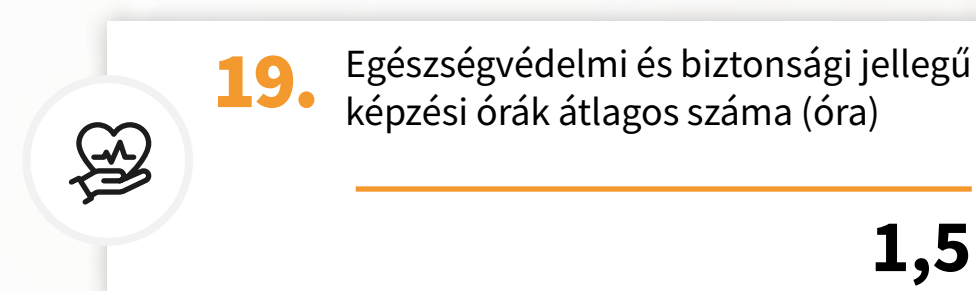 19.
Egészségvédelmi és biztonsági jellegű
képzési órák átlagos száma (óra)
1,5